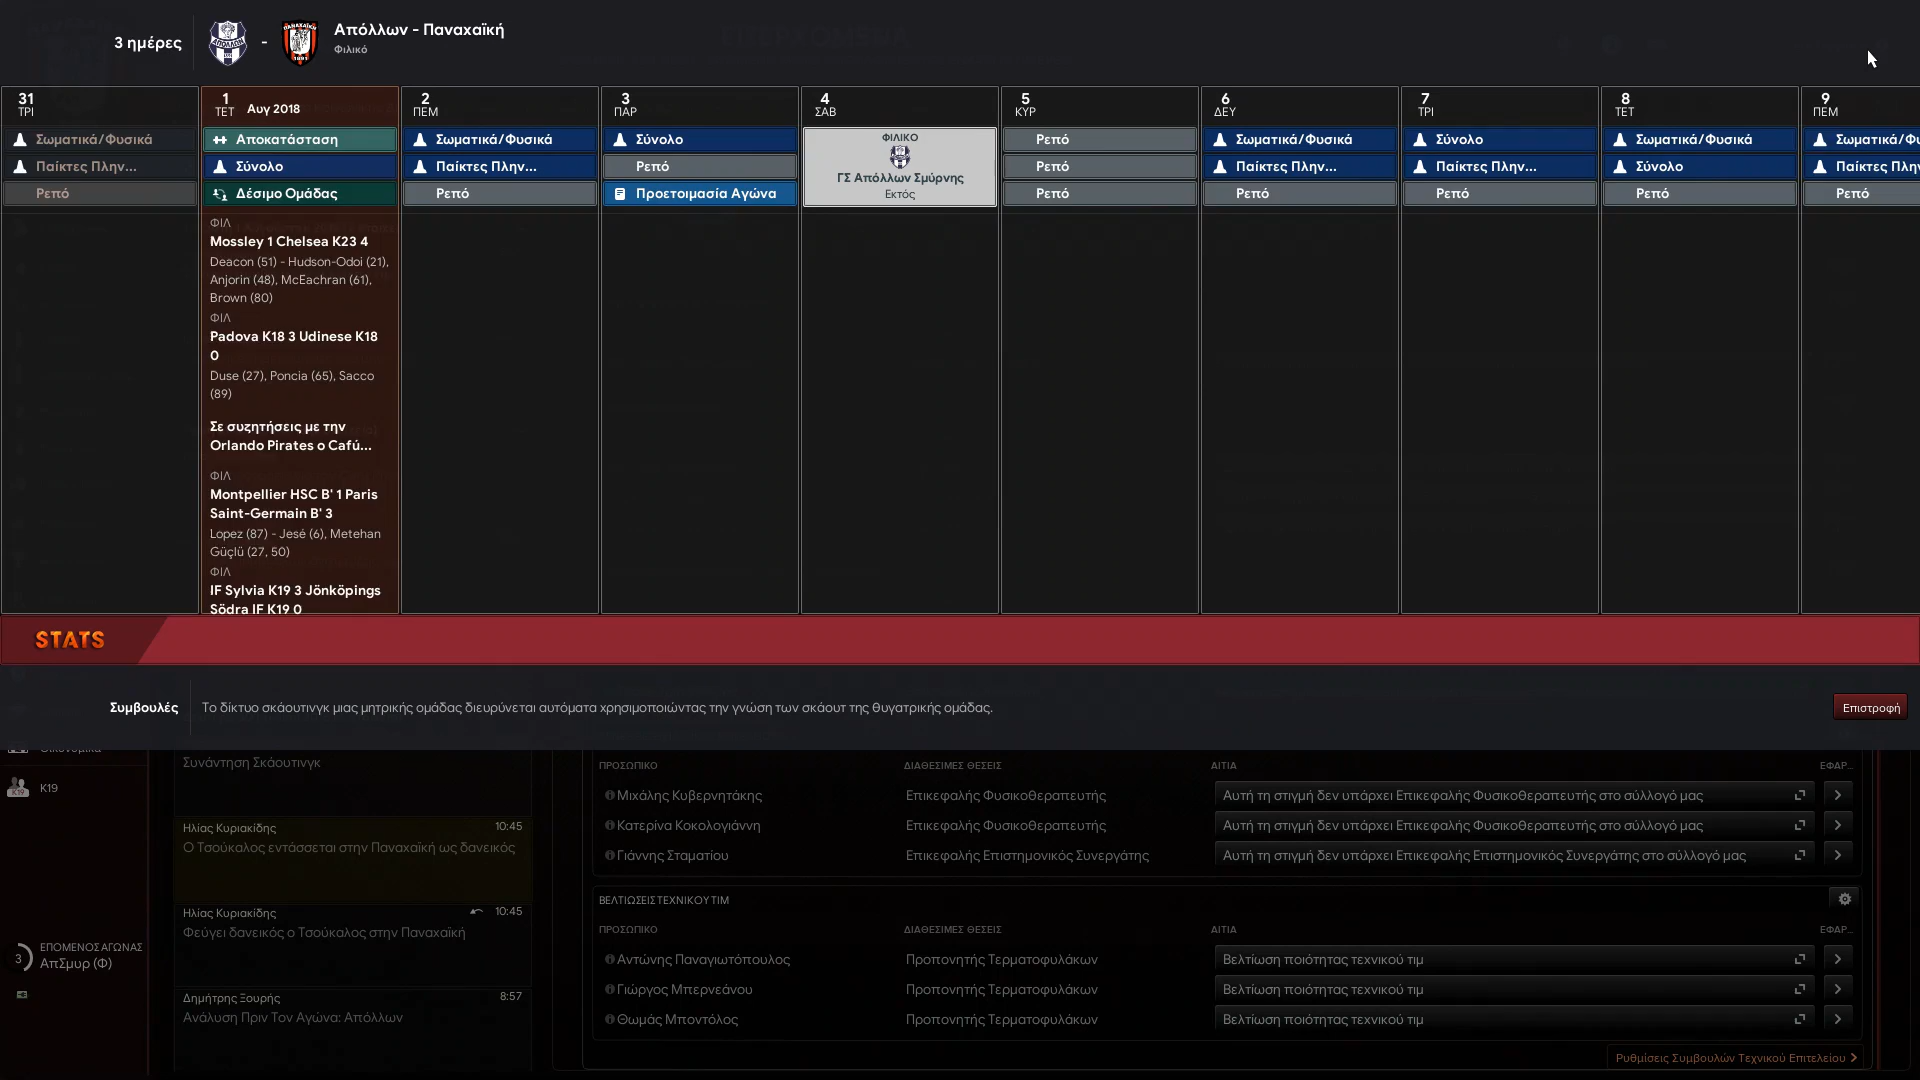 3 ημέρες
-
Απόλλων - Παναχαϊκή
Φιλικό
31
ΤΡΙ
Σωματικά/Φυσικά
Παίκτες Πλην...
Ρεπό
1
ΤΕΤ
Αυγ 2018
Αποκατάσταση
Σύνολο
Δέσιμο Ομάδας
ΦΙΛ
Mossley 1 Chelsea K23 4
Deacon (51) - Hudson-Odoi (21),
Anjorin (48), McEachran (61),
Brown (80)
ΦΙΛ
Padova K18 3 Udinese K18
0
Duse (27), Poncia (65), Sacco
(89)
Σε συζητήσεις με την
Orlando Pirates ο Cafú...
ΦΙΛ
Montpellier HSC B' 1 Paris
Saint-Germain B' 3
Lopez (87) - Jesé (6), Metehan
Güçlü (27, 50)
ΦΙΛ
IF Sylvia K19 3 Jönköpings
Södra IF K19 0
2
ΠΕΜ
Σωματικά/Φυσικά
Παίκτες Πλην...
Ρεπό
3
ΠΑΡ
Σύνολο
Ρεπό
Προετοιμασία Αγώνα
4
ΣΑΒ
ΦΙΛΙΚΟ
ΓΣ Απόλλων Σμύρνης
Εκτός
5
ΚΥΡ
Ρεπό
Ρεπό
Ρεπό
6
ΔΕΥ
Σωματικά/Φυσικά
Παίκτες Πλην...
Ρεπό
7
ΤΡΙ
Σύνολο
Παίκτες Πλην...
Ρεπό
8
ΤΕΤ
Σωματικά/Φυσικά
Σύνολο
Ρεπό
9
ΠΕΜ
Σωματικά/Φυ
Παίκτες Πλην
Ρεπό
STATS
Συμβουλές
Το δίκτυο σκάουτινγκ μιας μητρικής ομάδας διευρύνεται αυτόματα χρησιμοποιώντας την γνώση των σκάουτ της θυγατρικής ομάδας.
Επιστροφή
Οικονομικά
K19
3
ΕΠΟΜΕΝΟΣ ΑΓΩΝΑΣ
ΑπΣμυρ (Φ)
Συνάντηση Σκάουτινγκ
Ηλίας Κυριακίδης 10:45
Ο Τσούκαλος εντάσσεται στην Παναχαϊκή ως δανεικός
Ηλίας Κυριακίδης 10:45
Φεύγει δανεικός ο Τσούκαλος στην Παναχαϊκή
Δημήτρης Ξουρής 8:57
Ανάλυση Πριν Τον Αγώνα: Απόλλων
ΠΡΟΣΩΠΙΚΟ ΔΙΑΘΕΣΙΜΕΣ ΘΕΣΕΙΣ ΑΙΤΙΑ ΕΦΑΡ...
Μιχάλης Κυβερνητάκης Επικεφαλής Φυσικοθεραπευτής Αυτή τη στιγμή δεν υπάρχει Επικεφαλής Φυσικοθεραπευτής στο σύλλογό μας
Κατερίνα Κοκολογιάννη Επικεφαλής Φυσικοθεραπευτής Αυτή τη στιγμή δεν υπάρχει Επικεφαλής Φυσικοθεραπευτής στο σύλλογό μας
Γιάννης Σταματίου Επικεφαλής Επιστημονικός Συνεργάτης Αυτή τη στιγμή δεν υπάρχει Επικεφαλής Επιστημονικός Συνεργάτης στο σύλλογό μας
ΒΕΛΤΙΩΣΕΙΣ ΤΕΧΝΙΚΟΥ ΤΙΜ
ΠΡΟΣΩΠΙΚΟ ΔΙΑΘΕΣΙΜΕΣ ΘΕΣΕΙΣ ΑΙΤΙΑ ΕΦΑΡ...
Αντώνης Παναγιωτόπουλος Προπονητής Τερματοφυλάκων Βελτίωση ποιότητας τεχνικού τιμ
Γιώργος Μπερνεάνου Προπονητής Τερματοφυλάκων Βελτίωση ποιότητας τεχνικού τιμ
Θωμάς Μποντόλος Προπονητής Τερματοφυλάκων Βελτίωση ποιότητας τεχνικού τιμ
Ρυθμίσεις Συμβουλών Τεχνικού Επιτελείου